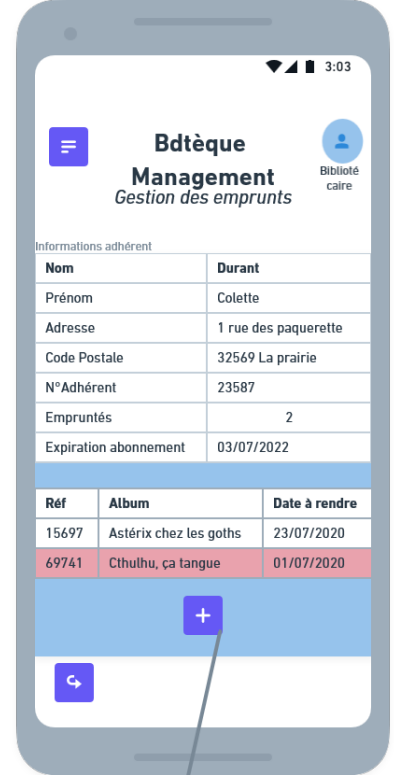 3:03
Bdtèque
Management
Gestion des emprunts
Biblioté
caire
Informations adhérent
Nom Durant
Prénom Colette
Adresse 1 rue des paquerette
Code Postale 32569 La prairie
N°Adhérent 23587
Empruntés 2
Expiration abonnement 03/07/2022
Réf Album Date à rendre
15697 Astérix chez les goths 23/07/2020
69741 Cthulhu, ça tangue 01/07/2020
+